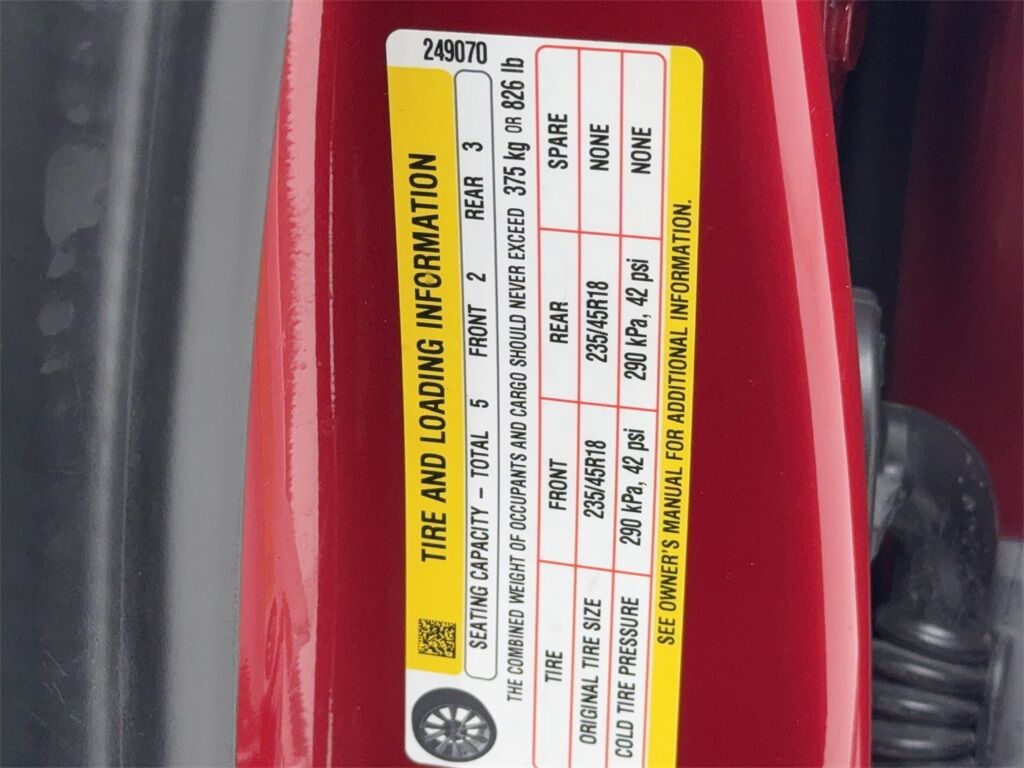 249070
TIRE AND LOADING INFORMATION
SEATING CAPACITY – TOTAL 5 FRONT 2 REAR 3
THE COMBINED WEIGHT OF OCCUPANTS AND CARGO SHOULD NEVER EXCEED 375 kg OR 826 lb
TIRE FRONT REAR SPARE
ORIGINAL TIRE SIZE 235/45R18 235/45R18 NONE
COLD TIRE PRESSURE 290 kPa, 42 psi 290 kPa, 42 psi NONE
SEE OWNER'S MANUAL FOR ADDITIONAL INFORMATION.